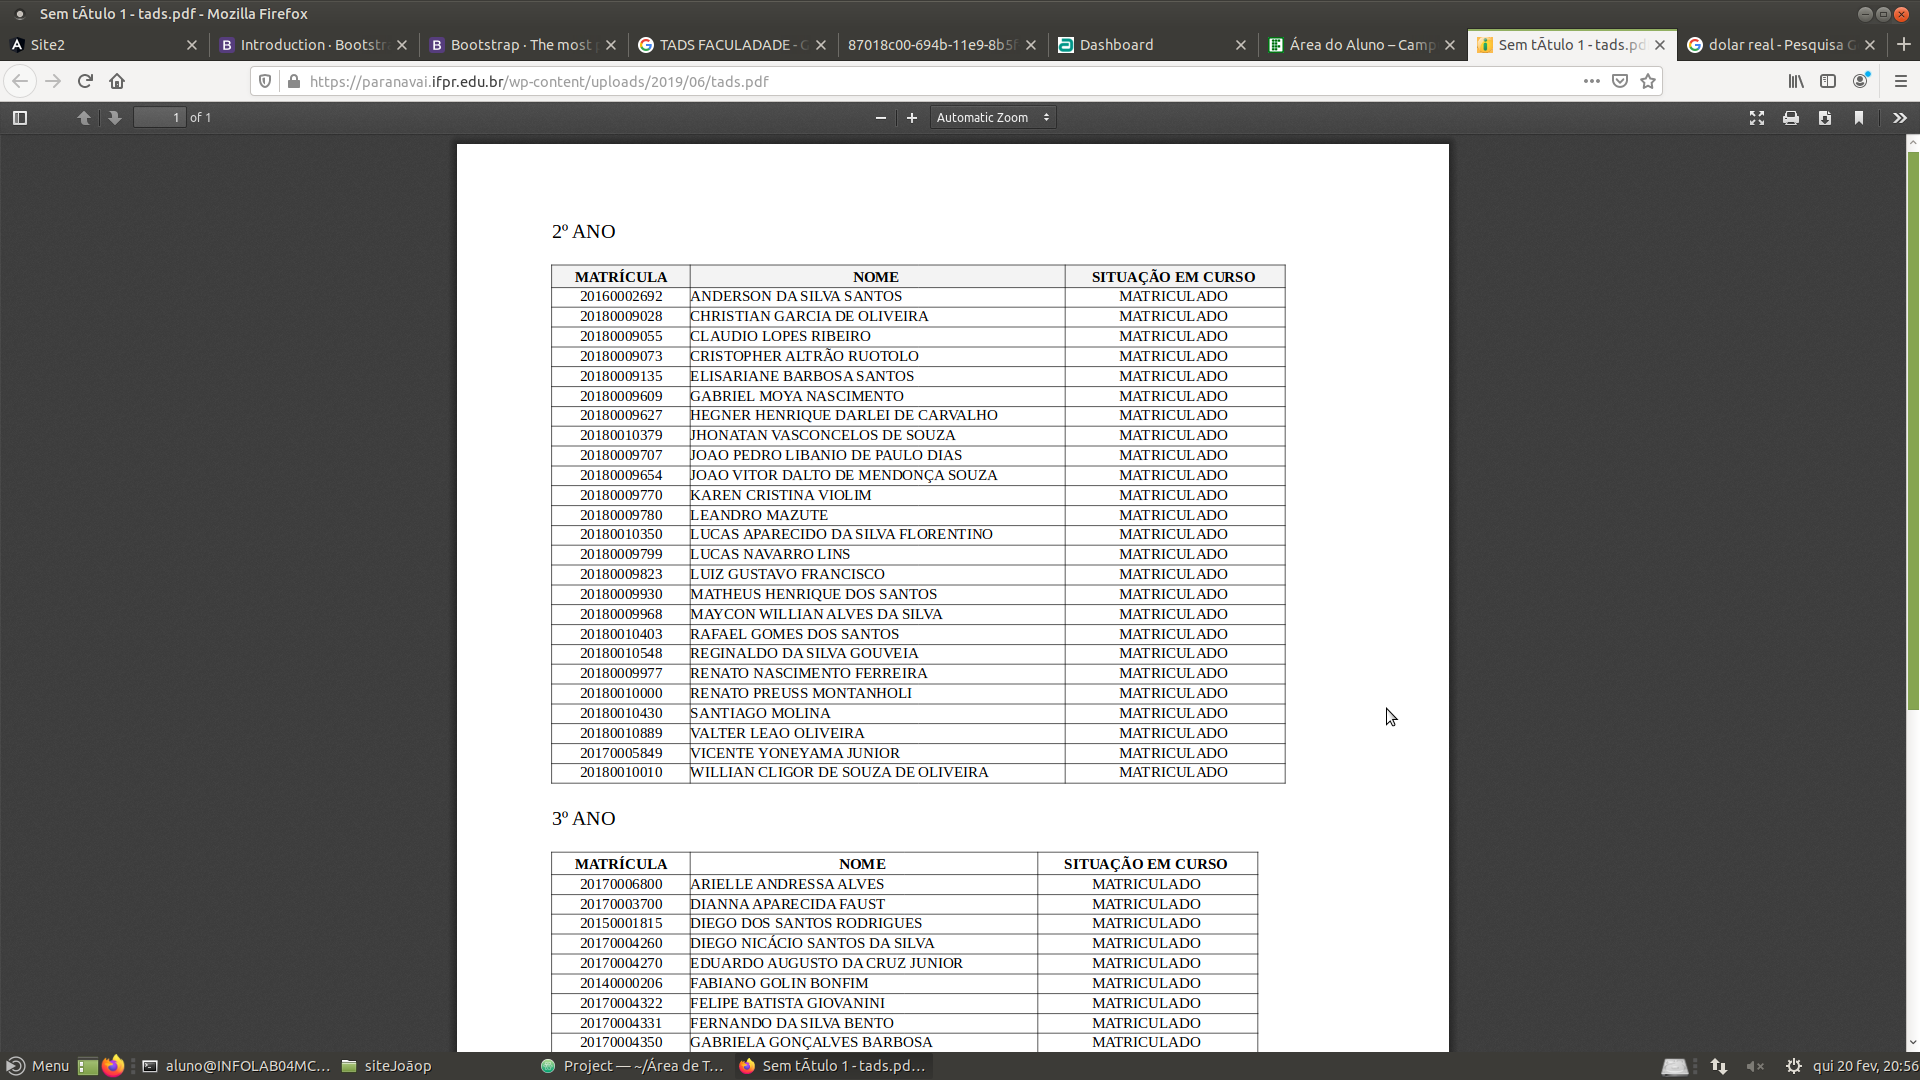 Sem tÃtulo 1 - tads.pdf - Mozilla Firefox
Site2
Introduction · Bootstr
Bootstrap · The most p
TADS FACULADADE - G
87018c00-694b-11e9-8b5f
Dashboard
Área do Aluno – Camp
Sem tÃtulo 1 - tads.pd
dolar real - Pesquisa G
https://paranavai.ifpr.edu.br/wp-content/uploads/2019/06/tads.pdf
1 of 1
Automatic Zoom
2º ANO
MATRÍCULA NOME SITUAÇÃO EM CURSO
20160002692 ANDERSON DA SILVA SANTOS MATRICULADO
20180009028 CHRISTIAN GARCIA DE OLIVEIRA MATRICULADO
20180009055 CLAUDIO LOPES RIBEIRO MATRICULADO
20180009073 CRISTOPHER ALTRÃO RUOTOLO MATRICULADO
20180009135 ELISARIANE BARBOSA SANTOS MATRICULADO
20180009609 GABRIEL MOYA NASCIMENTO MATRICULADO
20180009627 HEGNER HENRIQUE DARLEI DE CARVALHO MATRICULADO
20180010379 JHONATAN VASCONCELOS DE SOUZA MATRICULADO
20180009707 JOAO PEDRO LIBANIO DE PAULO DIAS MATRICULADO
20180009654 JOAO VITOR DALTO DE MENDONÇA SOUZA MATRICULADO
20180009770 KAREN CRISTINA VIOLIM MATRICULADO
20180009780 LEANDRO MAZUTE MATRICULADO
20180010350 LUCAS APARECIDO DA SILVA FLORENTINO MATRICULADO
20180009799 LUCAS NAVARRO LINS MATRICULADO
20180009823 LUIZ GUSTAVO FRANCISCO MATRICULADO
20180009930 MATHEUS HENRIQUE DOS SANTOS MATRICULADO
20180009968 MAYCON WILLIAN ALVES DA SILVA MATRICULADO
20180010403 RAFAEL GOMES DOS SANTOS MATRICULADO
20180010548 REGINALDO DA SILVA GOUVEIA MATRICULADO
20180009977 RENATO NASCIMENTO FERREIRA MATRICULADO
20180010000 RENATO PREUSS MONTANHOLI MATRICULADO
20180010430 SANTIAGO MOLINA MATRICULADO
20180010889 VALTER LEAO OLIVEIRA MATRICULADO
20170005849 VICENTE YONEYAMA JUNIOR MATRICULADO
20180010010 WILLIAN CLIGOR DE SOUZA DE OLIVEIRA MATRICULADO
3º ANO
MATRÍCULA NOME SITUAÇÃO EM CURSO
20170006800 ARIELLE ANDRESSA ALVES MATRICULADO
20170003700 DIANNA APARECIDA FAUST MATRICULADO
20150001815 DIEGO DOS SANTOS RODRIGUES MATRICULADO
20170004260 DIEGO NICÁCIO SANTOS DA SILVA MATRICULADO
20170004270 EDUARDO AUGUSTO DA CRUZ JUNIOR MATRICULADO
20140000206 FABIANO GOLIN BONFIM MATRICULADO
20170004322 FELIPE BATISTA GIOVANINI MATRICULADO
20170004331 FERNANDO DA SILVA BENTO MATRICULADO
20170004350 GABRIELA GONÇALVES BARBOSA MATRICULADO
Menu
aluno@INFOLAB04MC...
siteJoãop
Project — ~/Área de T...
Sem tÃtulo 1 - tads.pd...
qui 20 fev, 20:56